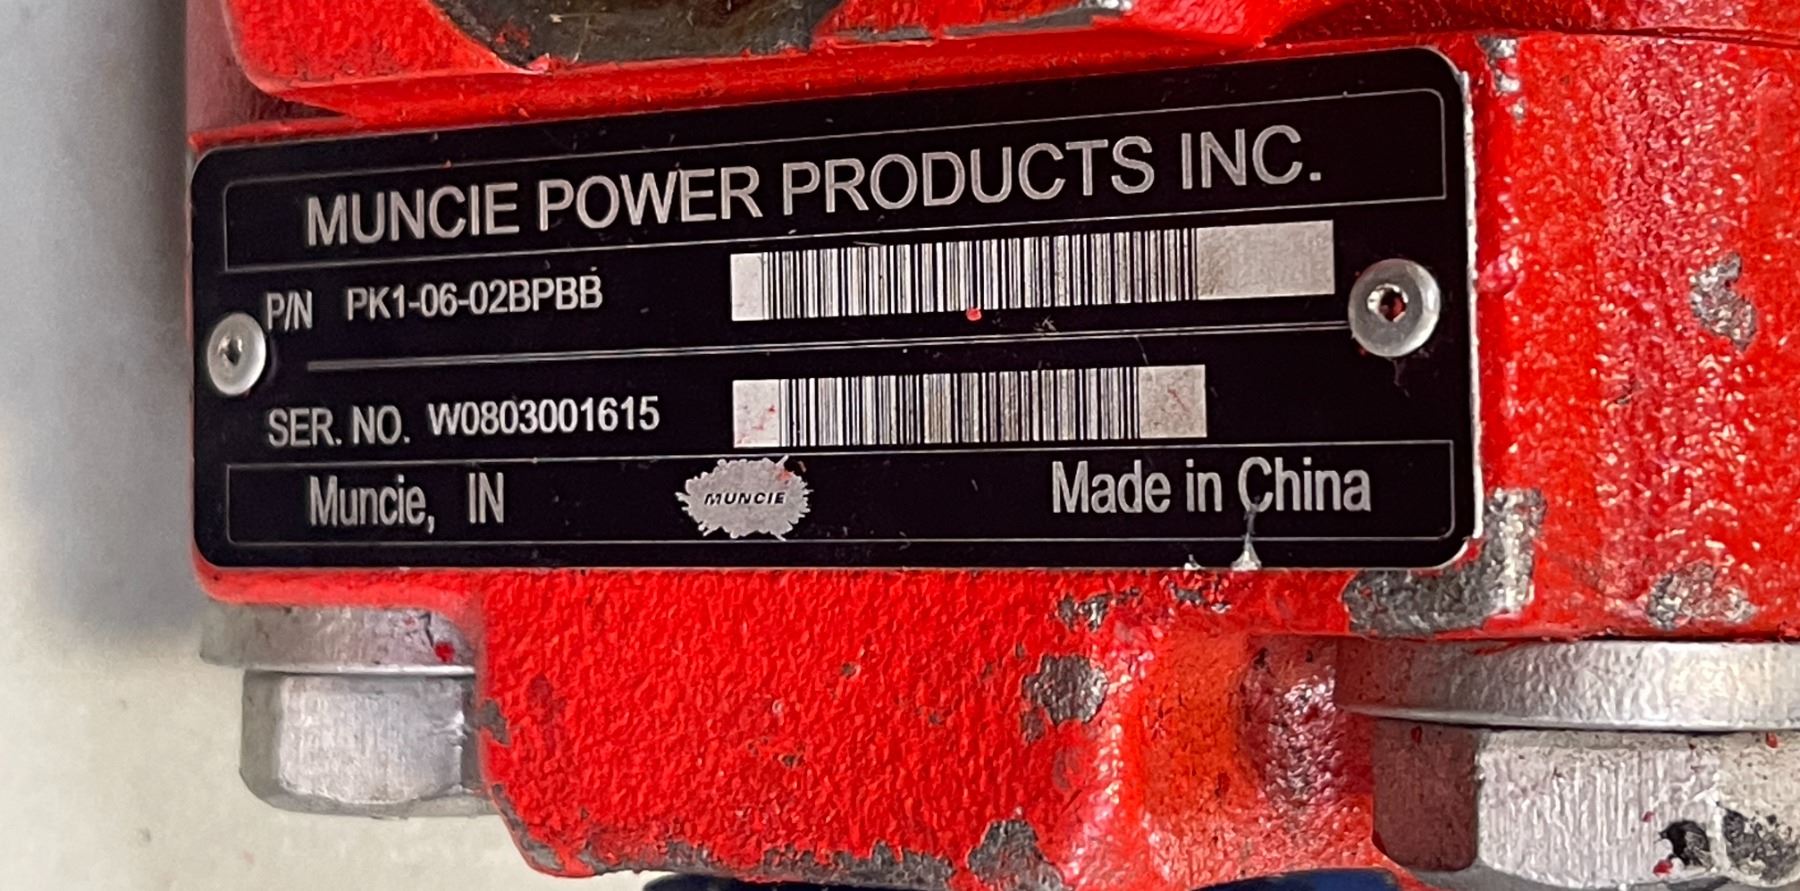 MUNCIE POWER PRODUCTS INC.
P/N PK1-06-02BPBB
SER. NO. W0803001615
Muncie, IN MUNCIE Made in China